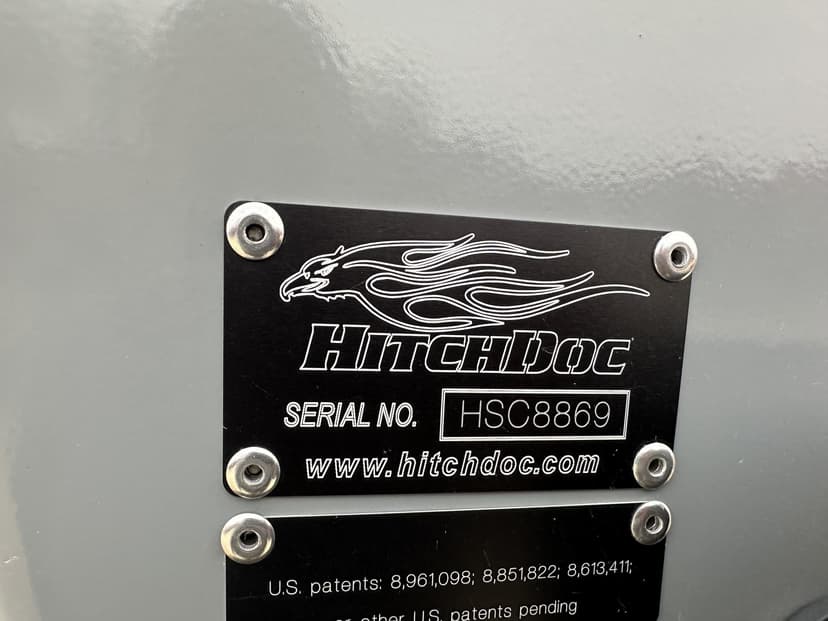 HITCHDOC
SERIAL NO. HSC8869
www.hitchdoc.com
U.S. patents: 8,961,098; 8,851,822; 8,613,411;
or other U.S. patents pending